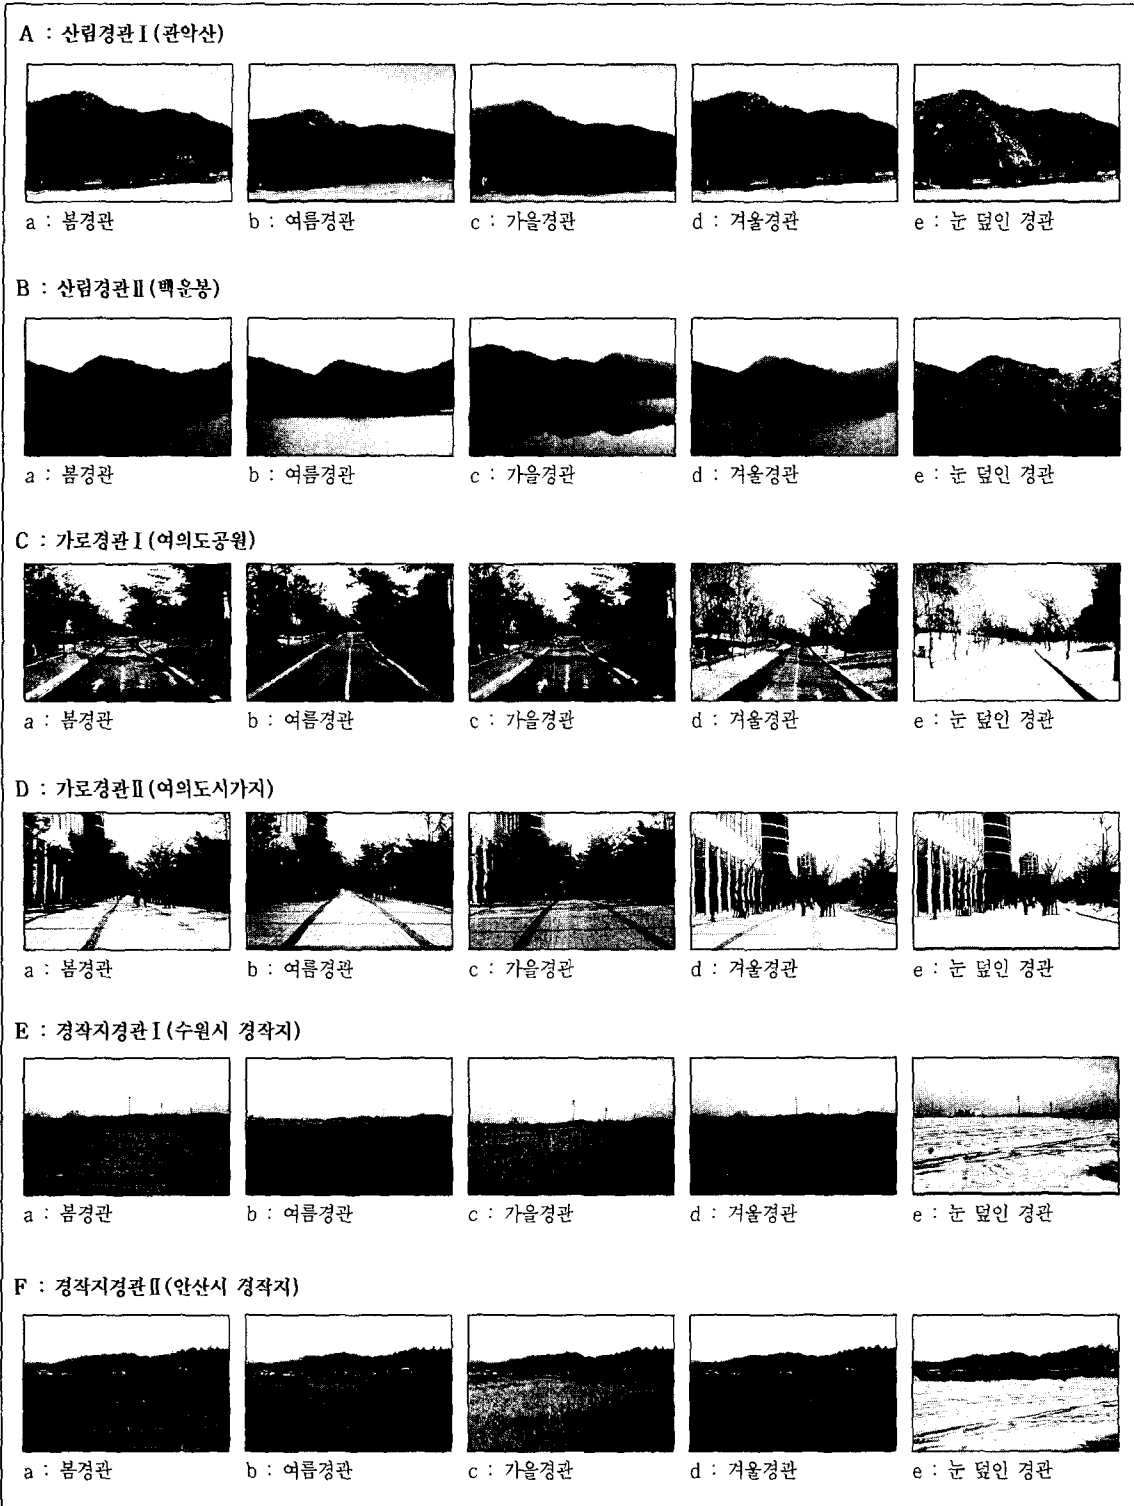 A : 산림경관Ⅰ(관악산)
a : 봄경관 b : 여름경관 c : 가을경관 d : 겨울경관 e : 눈 덮인 경관
B : 산림경관Ⅱ(백운봉)
a : 봄경관 b : 여름경관 c : 가을경관 d : 겨울경관 e : 눈 덮인 경관
C : 가로경관Ⅰ(여의도공원)
a : 봄경관 b : 여름경관 c : 가을경관 d : 겨울경관 e : 눈 덮인 경관
D : 가로경관Ⅱ(여의도시가지)
a : 봄경관 b : 여름경관 c : 가을경관 d : 겨울경관 e : 눈 덮인 경관
E : 경작지경관Ⅰ(수원시 경작지)
a : 봄경관 b : 여름경관 c : 가을경관 d : 겨울경관 e : 눈 덮인 경관
F : 경작지경관Ⅱ(안산시 경작지)
a : 봄경관 b : 여름경관 c : 가을경관 d : 겨울경관 e : 눈 덮인 경관